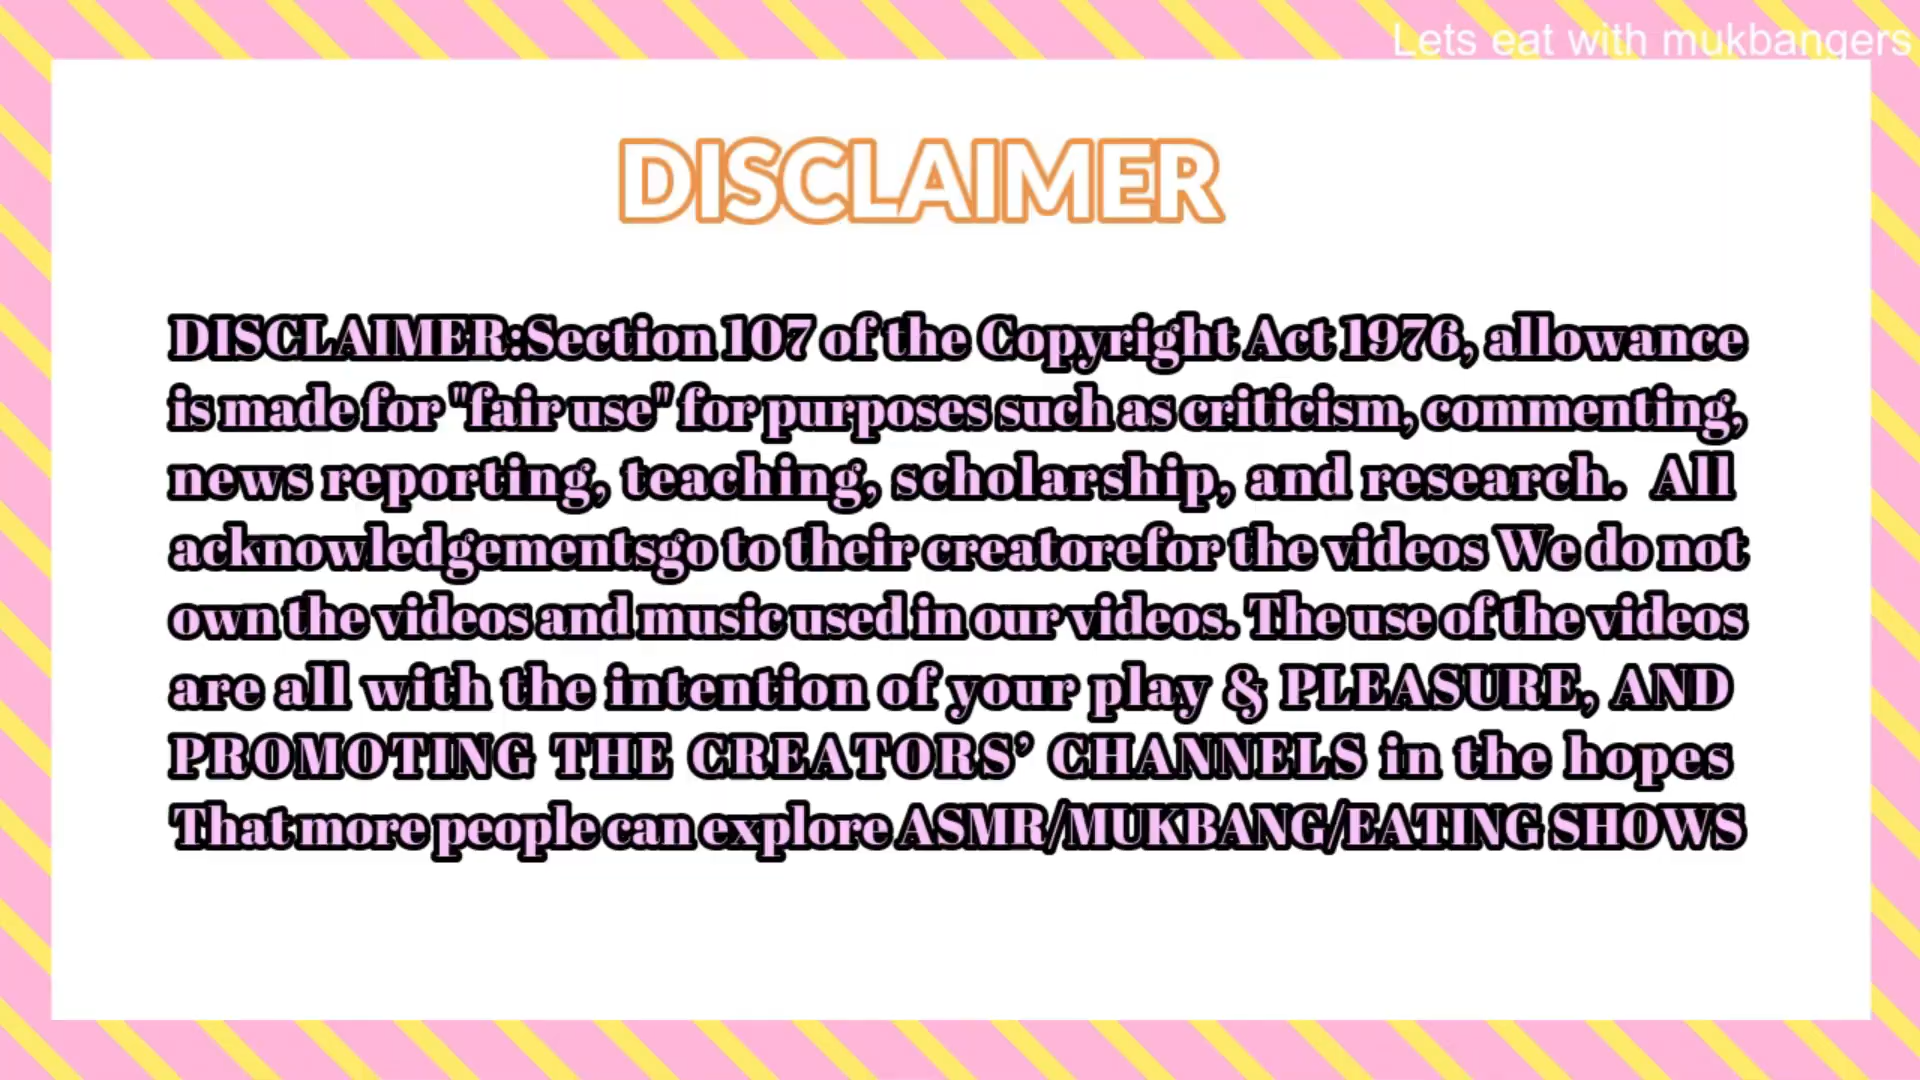 Lets eat with mukbangers
DISCLAIMER
DISCLAIMER:Section 107 of the Copyright Act 1976, allowance
is made for "fair use" for purposes such as criticism, commenting,
news reporting, teaching, scholarship, and research. All
acknowledgementsgo to their creatorefor the videos We do not
own the videos and music used in our videos. The use of the videos
are all with the intention of your play & PLEASURE, AND
PROMOTING THE CREATORS’ CHANNELS in the hopes
That more people can explore ASMR/MUKBANG/EATING SHOWS